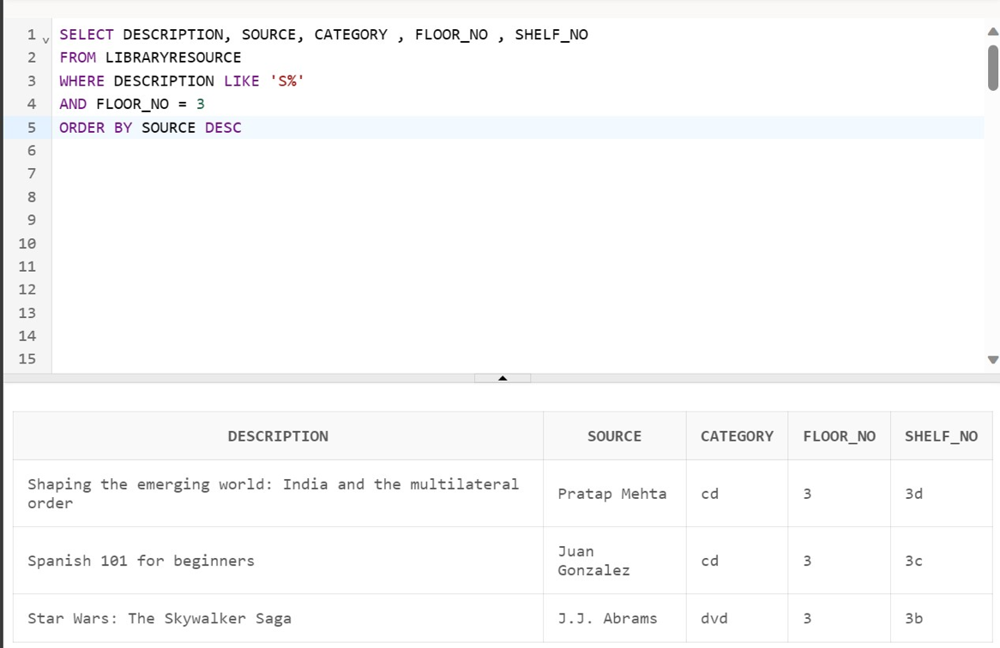 1 SELECT DESCRIPTION, SOURCE, CATEGORY , FLOOR_NO , SHELF_NO
2 FROM LIBRARYRESOURCE
3 WHERE DESCRIPTION LIKE 'S%'
4 AND FLOOR_NO = 3
5 ORDER BY SOURCE DESC
6
7
8
9
10
11
12
13
14
15
DESCRIPTION SOURCE CATEGORY FLOOR_NO SHELF_NO
Shaping the emerging world: India and the multilateral
order
Pratap Mehta cd 3 3d
Spanish 101 for beginners
Juan
Gonzalez
cd 3 3c
Star Wars: The Skywalker Saga J.J. Abrams dvd 3 3b